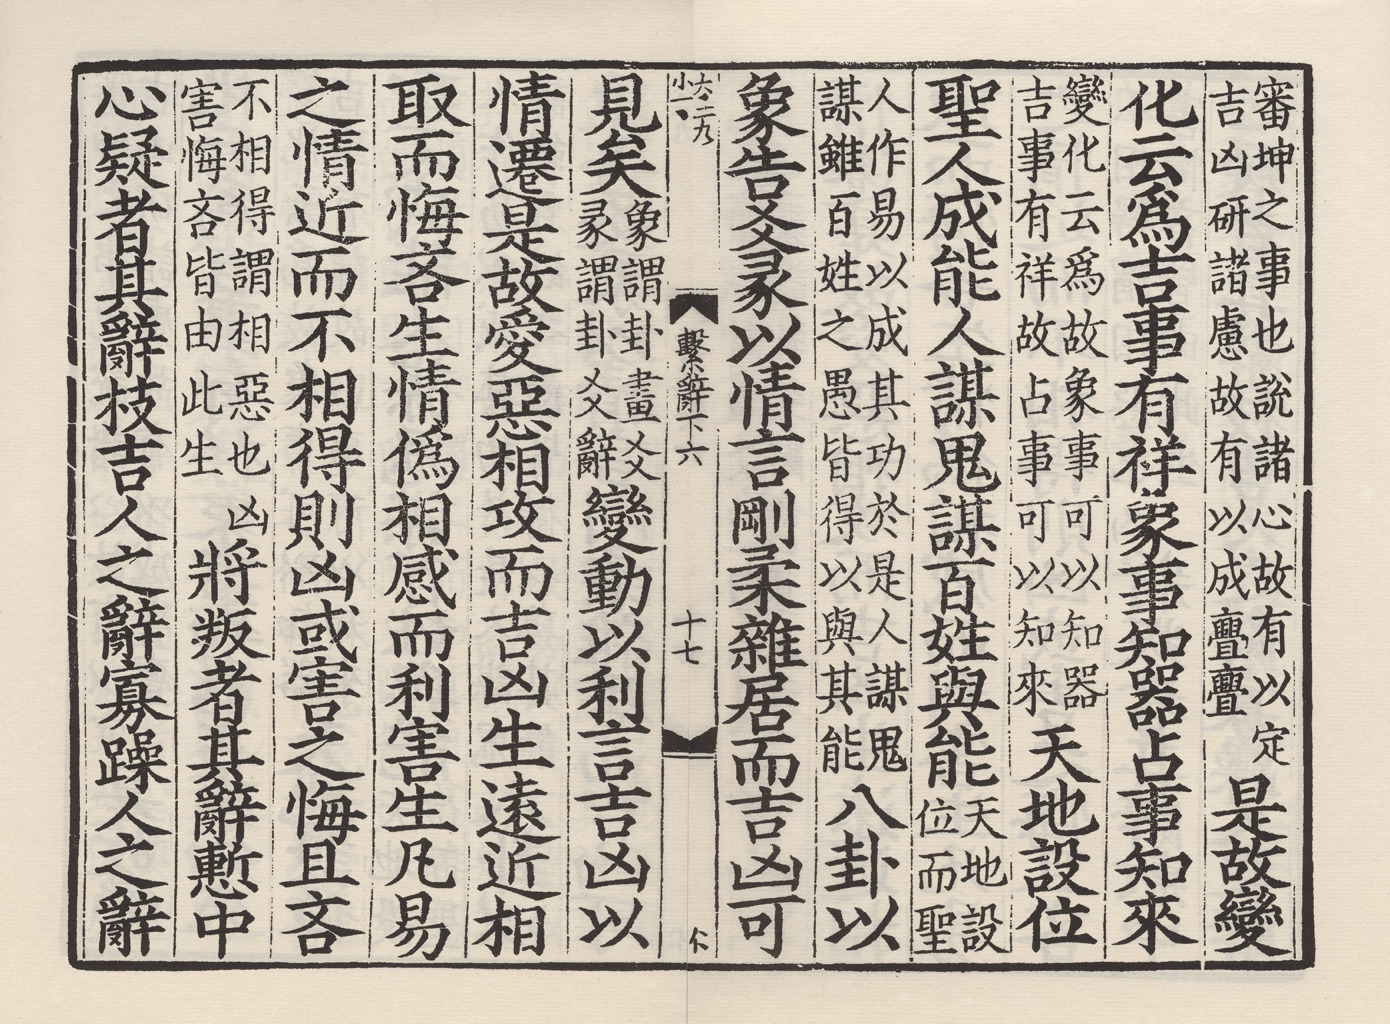 審坤之事也說諸心故有以定
吉凶硏諸慮故有以成亹亹
是故變
化云爲吉事有祥象事知器占事知來
變化云爲故象事可以知器
吉事有祥故占事可以知來
天地設位
聖人成能人謀鬼謀百姓與能
天地設
位而聖
人作易以成其功於是人謀鬼
謀雖百姓之愚皆得以與其能
八卦以
象告爻彖以情言剛柔雜居而吉凶可
大二九
小一
繫辭下六
十七
見矣
象謂卦畫爻
彖謂卦爻辭
變動以利言吉凶以
情遷是故愛惡相攻而吉凶生遠近相
取而悔吝生情僞相感而利害生凡易
之情近而不相得則凶或害之悔且吝
不相得謂相惡也凶
害悔吝皆由此生
將叛者其辭慙中
心疑者其辭枝吉人之辭寡躁人之辭